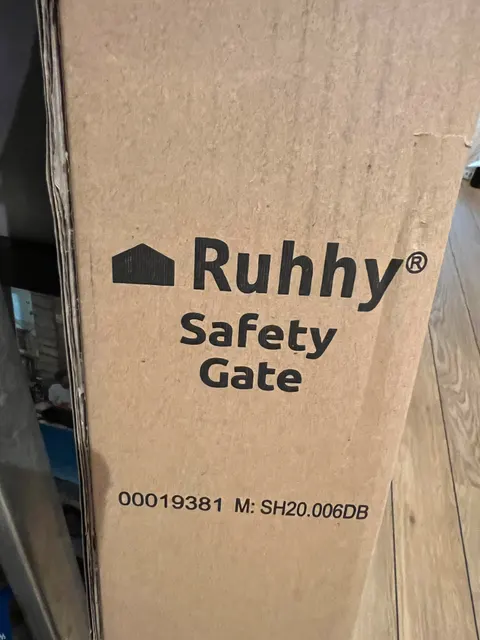 Ruhhy®
Safety
Gate
00019381 M: SH20.006DB